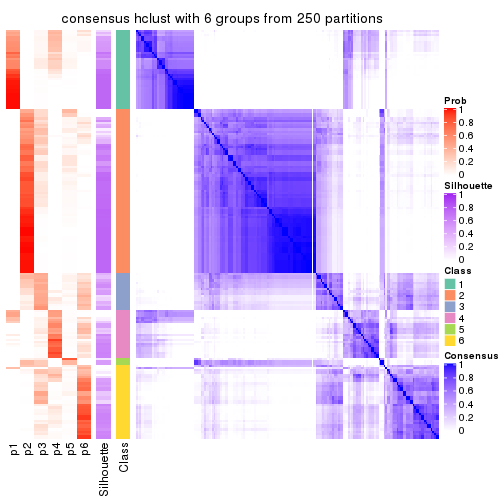 consensus hclust with 6 groups from 250 partitions
Prob
1
0.8
0.6
0.4
0.2
0
Silhouette
1
0.8
0.6
0.4
0.2
0
Class
1
2
3
4
5
6
Consensus
1
0.8
0.6
0.4
0.2
0
p1
p2
p3
p4
p5
p6
Silhouette
Class